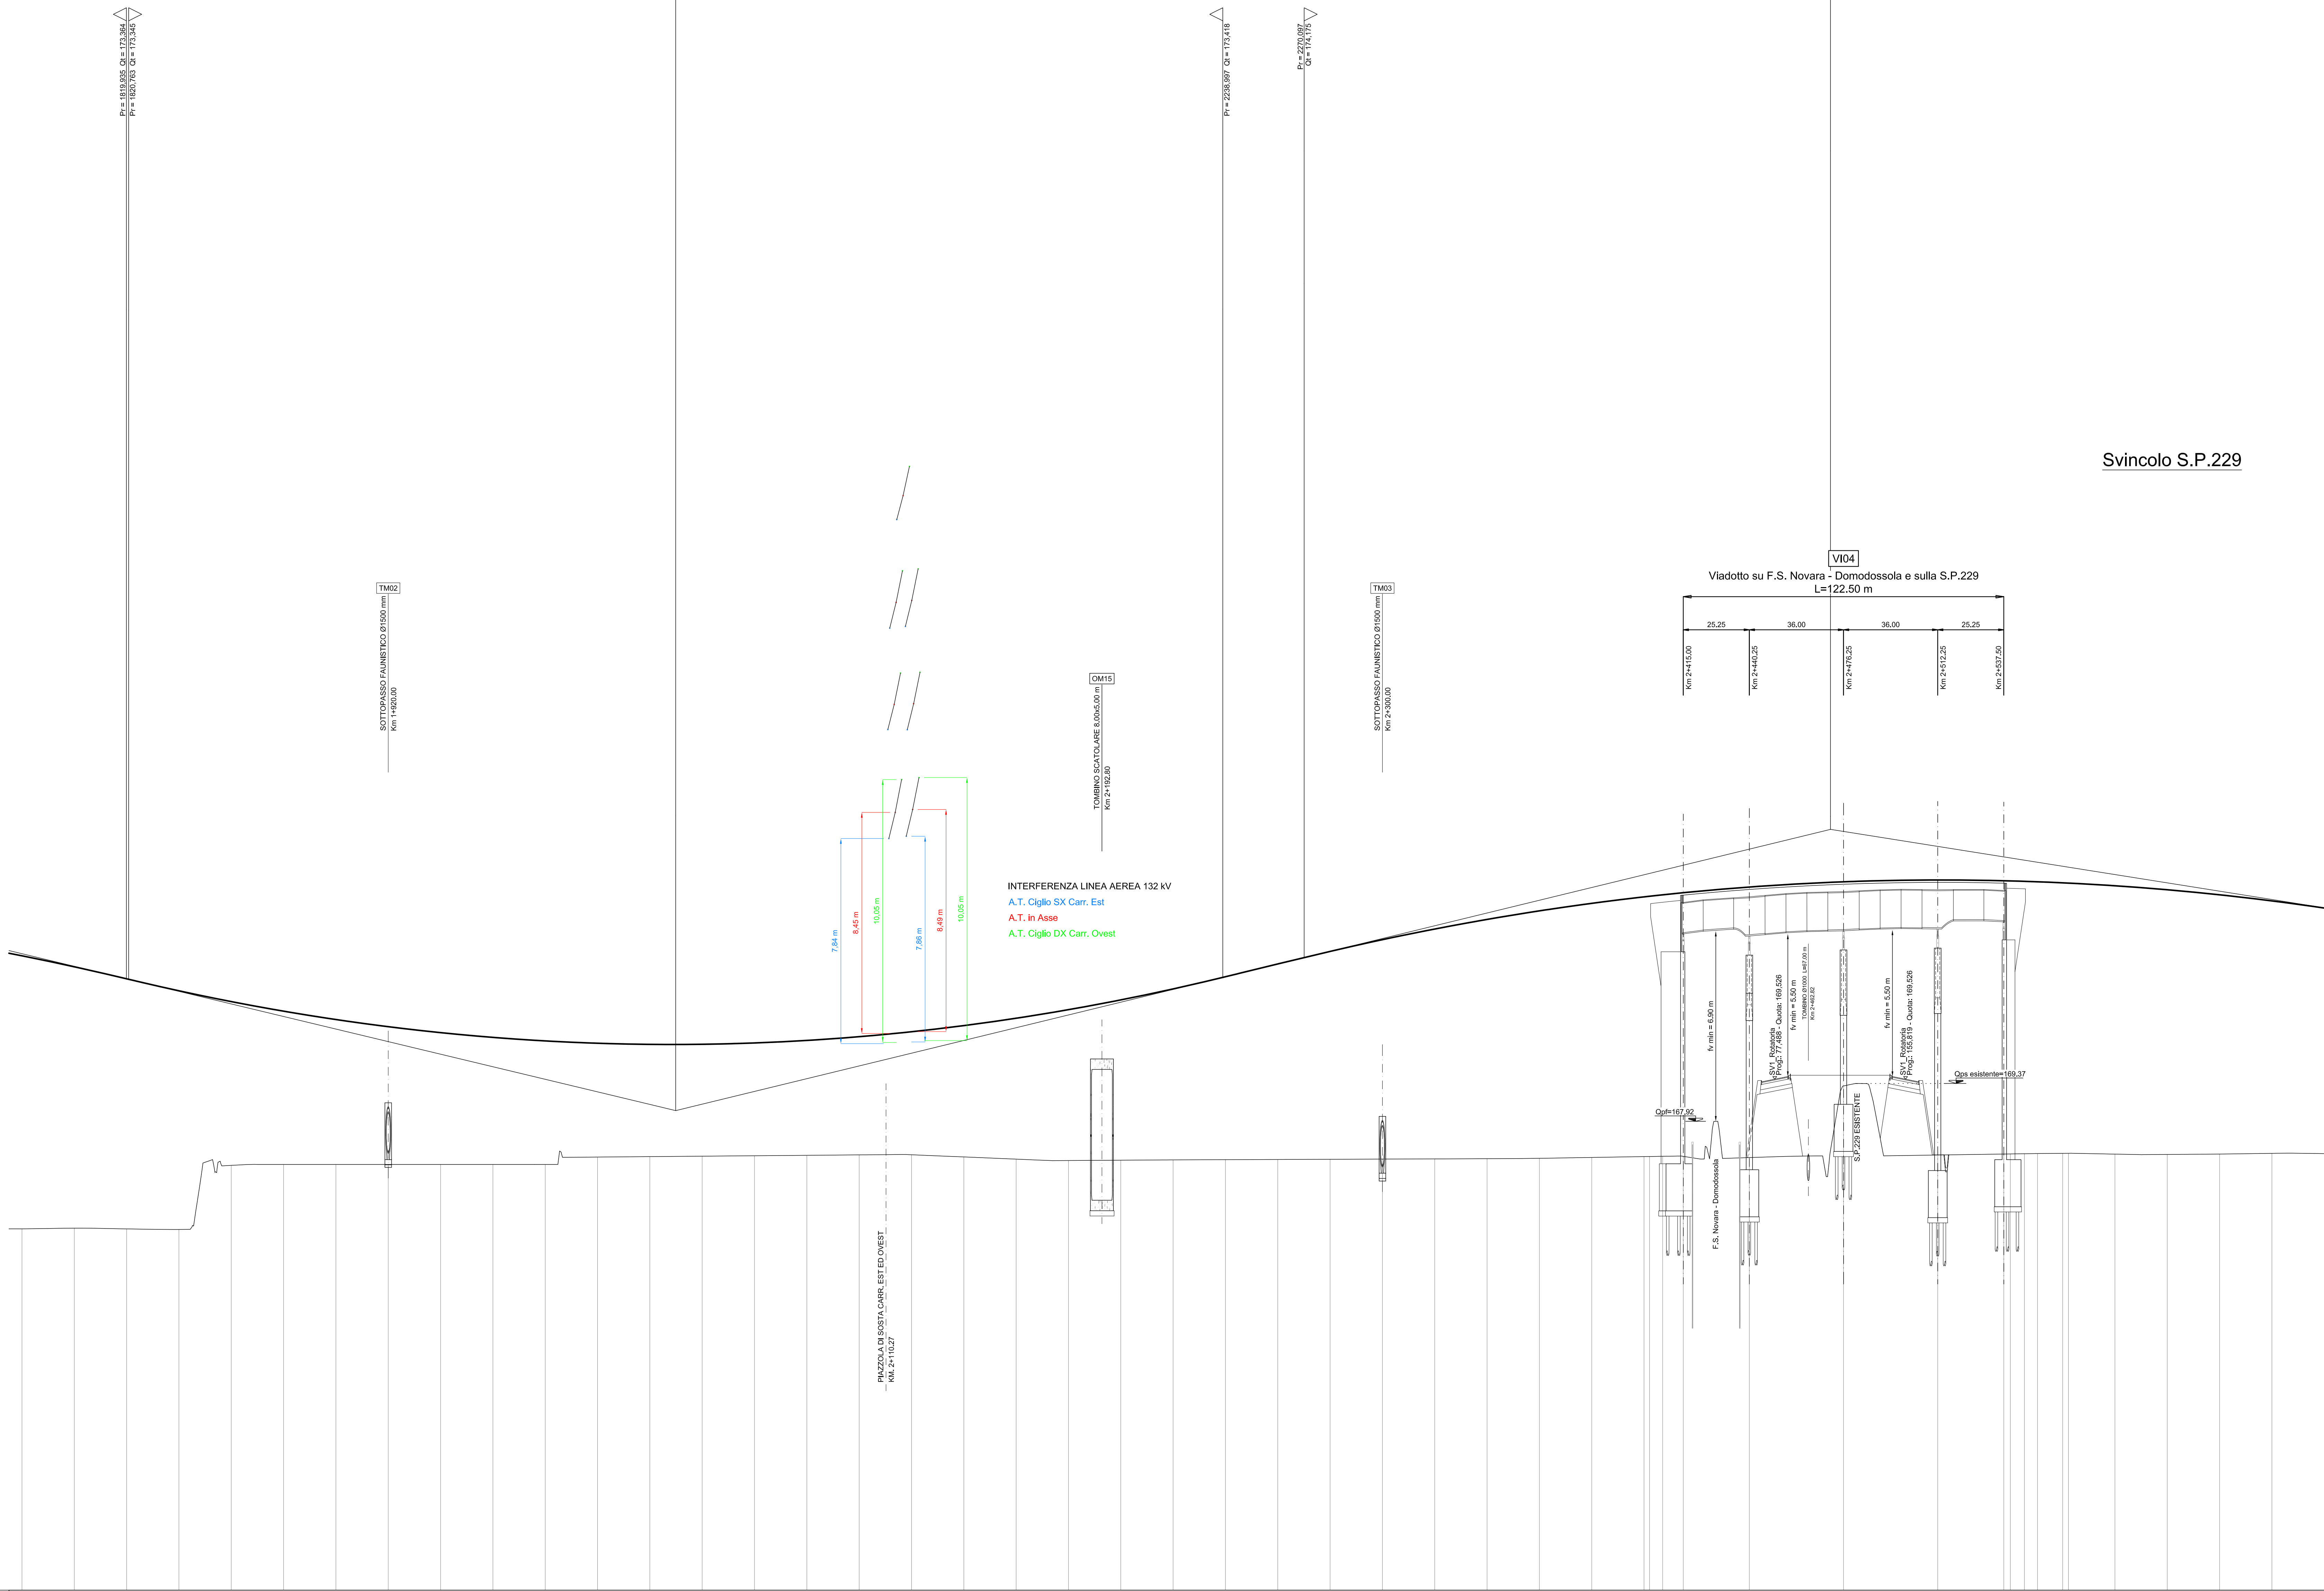 Pr = 1819,935  Qt = 173,364
Pr = 1820,763  Qt = 173,345
Pr = 2238,997  Qt = 173,418
Pr = 2270,097
Qt = 174,175
Svincolo S.P.229
VI04
Viadotto su F.S. Novara - Domodossola e sulla S.P.229
L=122.50 m
25,25
36,00
36,00
25,25
Km 2+415,00
Km 2+440,25
Km 2+476,25
Km 2+512,25
Km 2+537,50
TM02
SOTTOPASSO FAUNISTICO Ø1500 mm
Km 1+920,00
OM15
TOMBINO SCATOLARE 8,00x5,00 m
Km 2+192,80
TM03
SOTTOPASSO FAUNISTICO Ø1500 mm
Km 2+300,00
7,84 m
8,45 m
10,05 m
7,86 m
8,49 m
10,05 m
INTERFERENZA LINEA AEREA 132 kV
A.T. Ciglio SX Carr. Est
A.T. in Asse
A.T. Ciglio DX Carr. Ovest
fv min = 6,90 m
SV1_Rotatoria
Prog.: 77,488 - Quota: 169,526
fv min = 5,50 m
TOMBINO Ø1000  L=67,00 m
Km 2+462,82
fv min = 5,50 m
SV1_Rotatoria
Prog.: 155,819 - Quota: 169,526
Qps esistente=169,37
Qpf=167,92
S.P.229 ESISTENTE
F.S. Novara - Domodossola
PIAZZOLA DI SOSTA CARR. EST ED OVEST
KM. 2+110,27